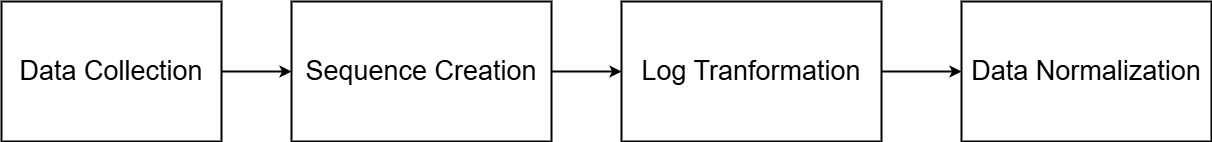 Data Collection
Sequence Creation
Log Tranformation
Data Normalization